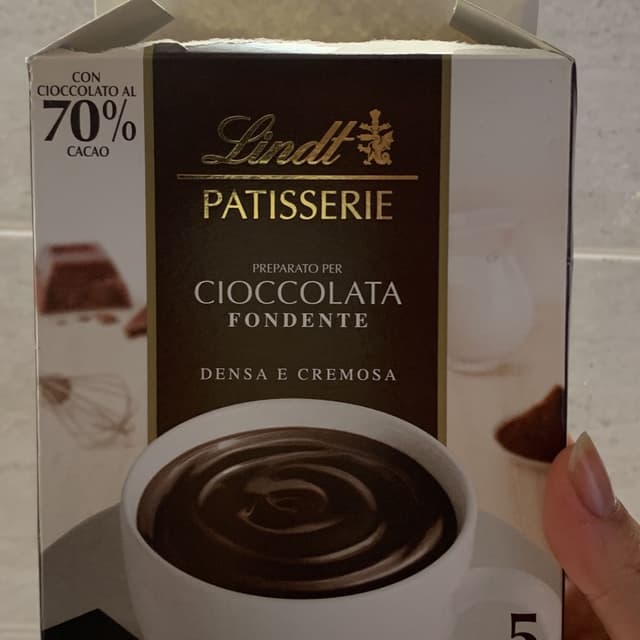 CON
CIOCCOLATO AL
70%
CACAO
Lindt
PATISSERIE
PREPARATO PER
CIOCCOLATA
FONDENTE
DENSA E CREMOSA
5